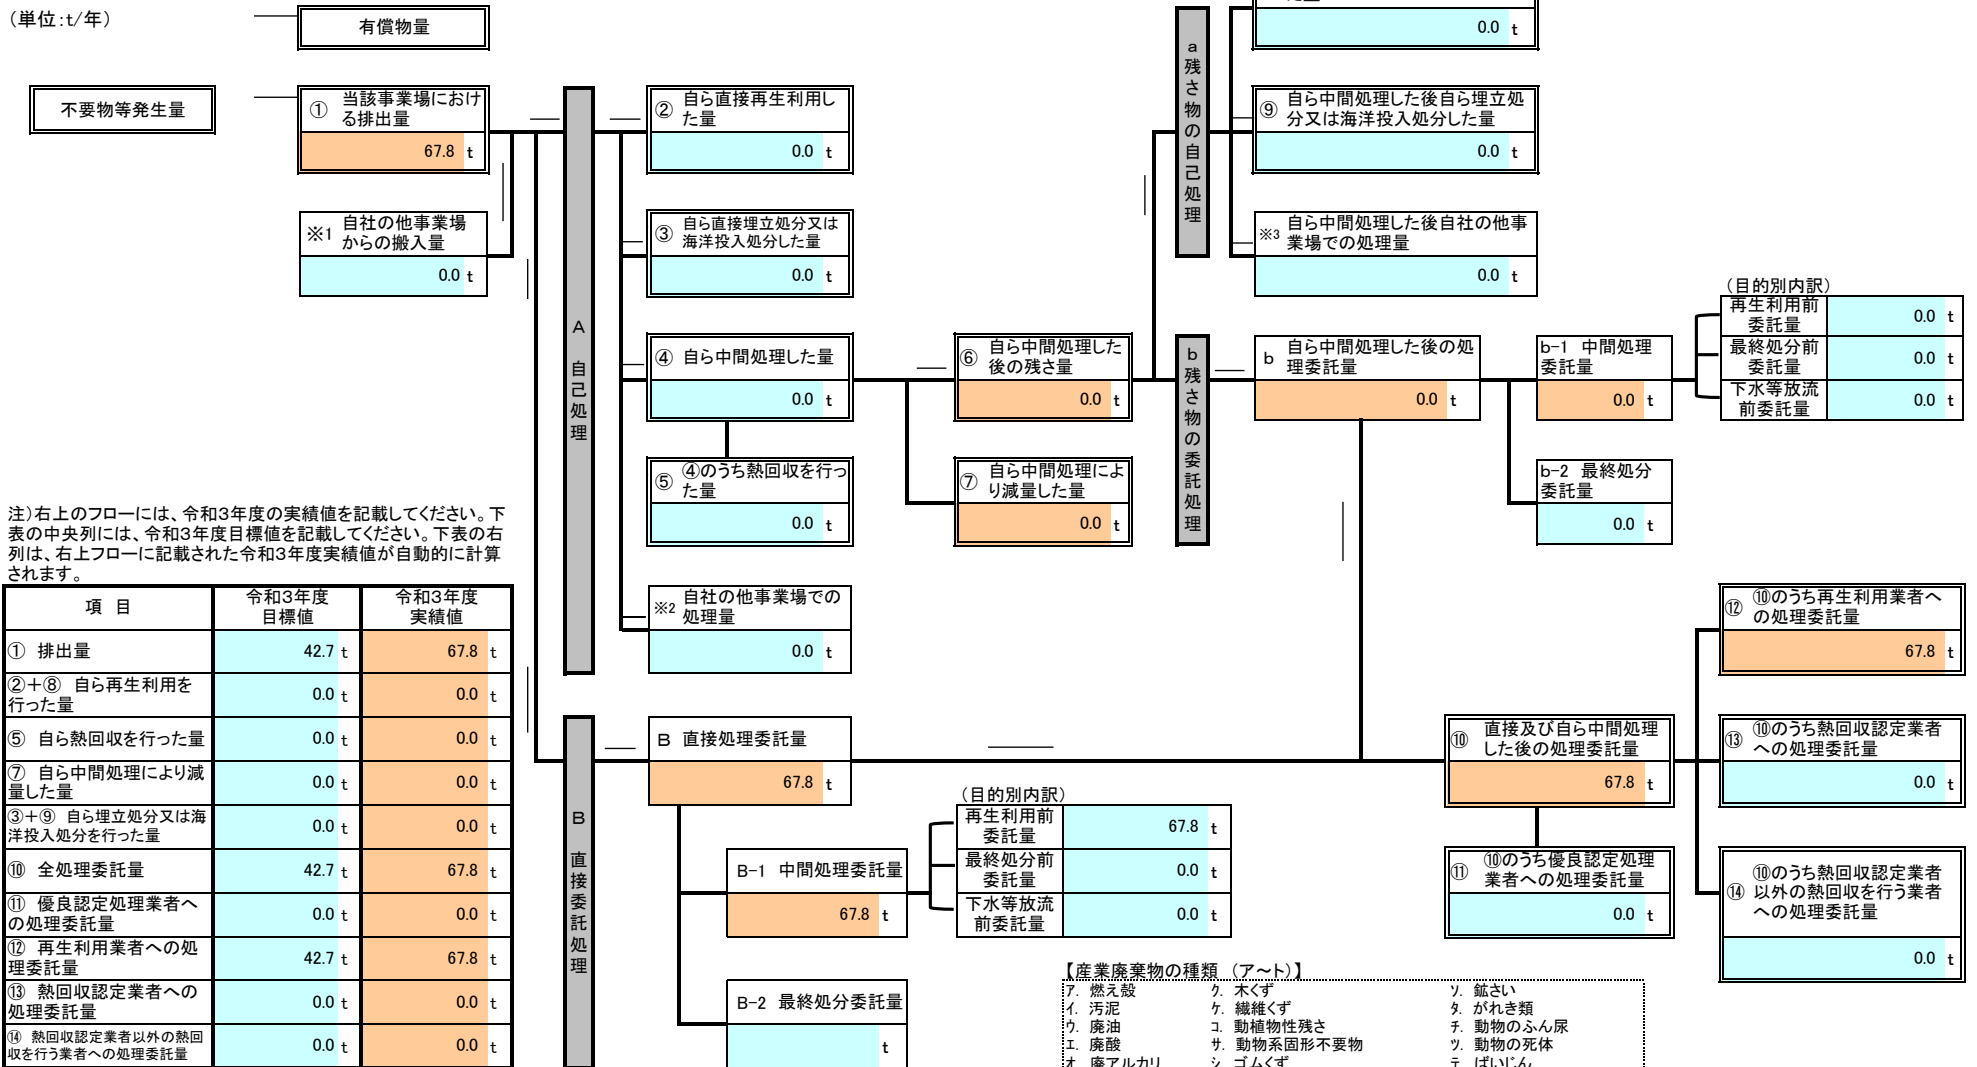 (単位:t/年)
有償物量
0.0 t
不要物等発生量
① 当該事業場におけ
る排出量
67.8 t
※1 自社の他事業場
からの搬入量
0.0 t
A 自己処理
② 自ら直接再生利用し
た量
0.0 t
③ 自ら直接埋立処分又は
海洋投入処分した量
0.0 t
④ 自ら中間処理した量
0.0 t
⑤ ④のうち熱回収を行っ
た量
0.0 t
※2 自社の他事業場での
処理量
0.0 t
⑥ 自ら中間処理した
後の残さ量
0.0 t
⑦ 自ら中間処理によ
り減量した量
0.0 t
a残さ物の自己処理
⑨ 自ら中間処理した後自ら埋立処
分又は海洋投入処分した量
0.0 t
※3 自ら中間処理した後自社の他事
業場での処理量
0.0 t
b残さ物の委託処理
b 自ら中間処理した後の処
理委託量
0.0 t
b-1 中間処理
委託量
0.0 t
b-2 最終処分
委託量
0.0 t
(目的別内訳)
再生利用前
委託量 0.0 t
最終処分前
委託量 0.0 t
下水等放流
前委託量 0.0 t
注)右上のフローには、令和3年度の実績値を記載してください。下
表の中央列には、令和3年度目標値を記載してください。下表の右
列は、右上フローに記載された令和3年度実績値が自動的に計算
されます。
項 目 令和3年度
目標値 令和3年度
実績値
① 排出量 42.7 t 67.8 t
②+⑧ 自ら再生利用を
行った量 0.0 t 0.0 t
⑤ 自ら熱回収を行った量 0.0 t 0.0 t
⑦ 自ら中間処理により減
量した量 0.0 t 0.0 t
③+⑨ 自ら埋立処分又は海
洋投入処分を行った量 0.0 t 0.0 t
⑩ 全処理委託量 42.7 t 67.8 t
⑪ 優良認定処理業者へ
の処理委託量 0.0 t 0.0 t
⑫ 再生利用業者への処
理委託量 42.7 t 67.8 t
⑬ 熱回収認定業者への
処理委託量 0.0 t 0.0 t
⑭ 熱回収認定業者以外の熱回
収を行う業者への処理委託量 0.0 t 0.0 t
B 直接委託処理
B 直接処理委託量
67.8 t
B-1 中間処理委託量
67.8 t
B-2 最終処分委託量
t
(目的別内訳)
再生利用前
委託量 67.8 t
最終処分前
委託量 0.0 t
下水等放流
前委託量 0.0 t
⑩ 直接及び自ら中間処理
した後の処理委託量
67.8 t
⑪ ⑩のうち優良認定処理
業者への処理委託量
0.0 t
⑫ ⑩のうち再生利用業者へ
の処理委託量
67.8 t
⑬ ⑩のうち熱回収認定業者
への処理委託量
0.0 t
⑭ ⑩のうち熱回収認定業者
以外の熱回収を行う業者
への処理委託量
0.0 t
【産業廃棄物の種類 (ア~ト)】
ア. 燃え殻 ク. 木くず ソ. 鉱さい
イ. 汚泥 ケ. 繊維くず タ. がれき類
ウ. 廃油 コ. 動植物性残さ チ. 動物のふん尿
エ. 廃酸 サ. 動物系固形不要物 ツ. 動物の死体
オ. 廃アルカリ シ. ゴムくず テ. ばいじん